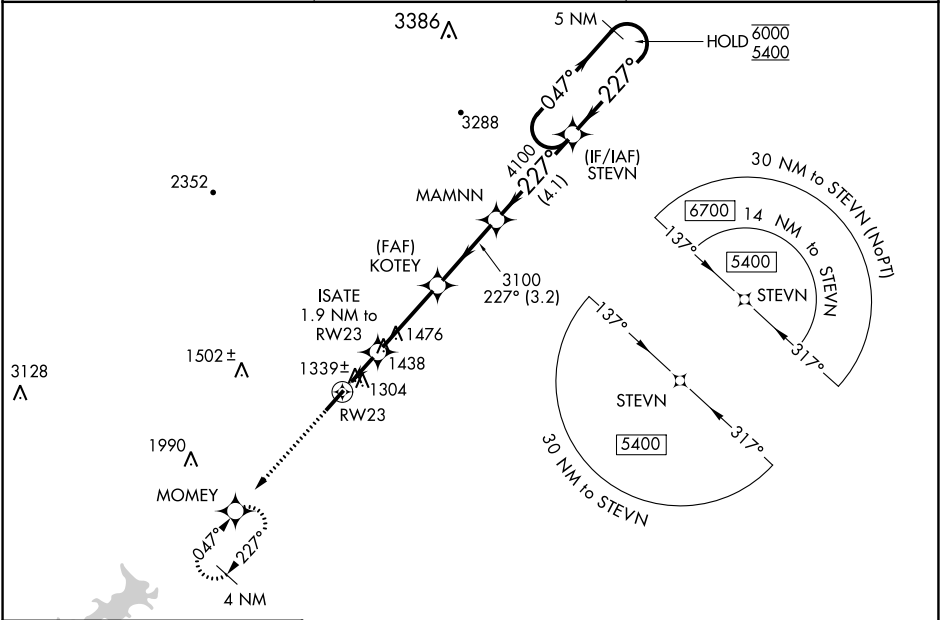 3386
5 NM
HOLD 6000
5400
047°
227°
3288
(IF/IAF)
STEVN
4100
227°
(4.1)
2352
MAMNN
30 NM to STEVN (NoPT)
6700
14 NM to STEVN
137°
5400
STEVN
317°
(FAF)
KOTEY
3100
227° (3.2)
ISATE
1.9 NM to
RW23
1476
1438
1502 ±
1339 ±
1304
RW23
3128
137°
STEVN
317°
5400
30 NM to STEVN
1990
MOMEY
047°
227°
4 NM